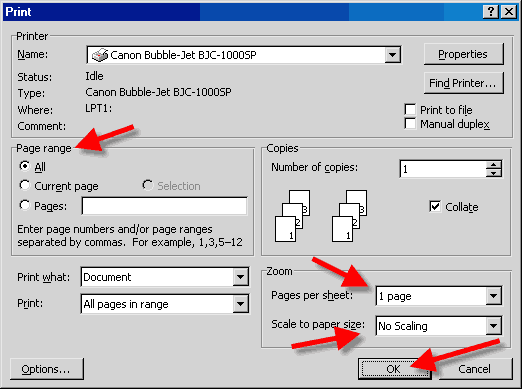 Print
Printer
Name: Canon Bubble-Jet BJC-1000SP Properties
Status: Idle
Type: Canon Bubble-Jet BJC-1000SP Find Printer...
Where: LPT1:
Comment:
Print to file
Manual duplex
Page range
All
Current page Selection
Pages:
Enter page numbers and/or page ranges
separated by commas. For example, 1,3,5–12
Copies
Number of copies: 1
3
2
1
3
2
1
Collate
Print what: Document
Print: All pages in range
Zoom
Pages per sheet: 1 page
Scale to paper size: No Scaling
Options... OK Cancel